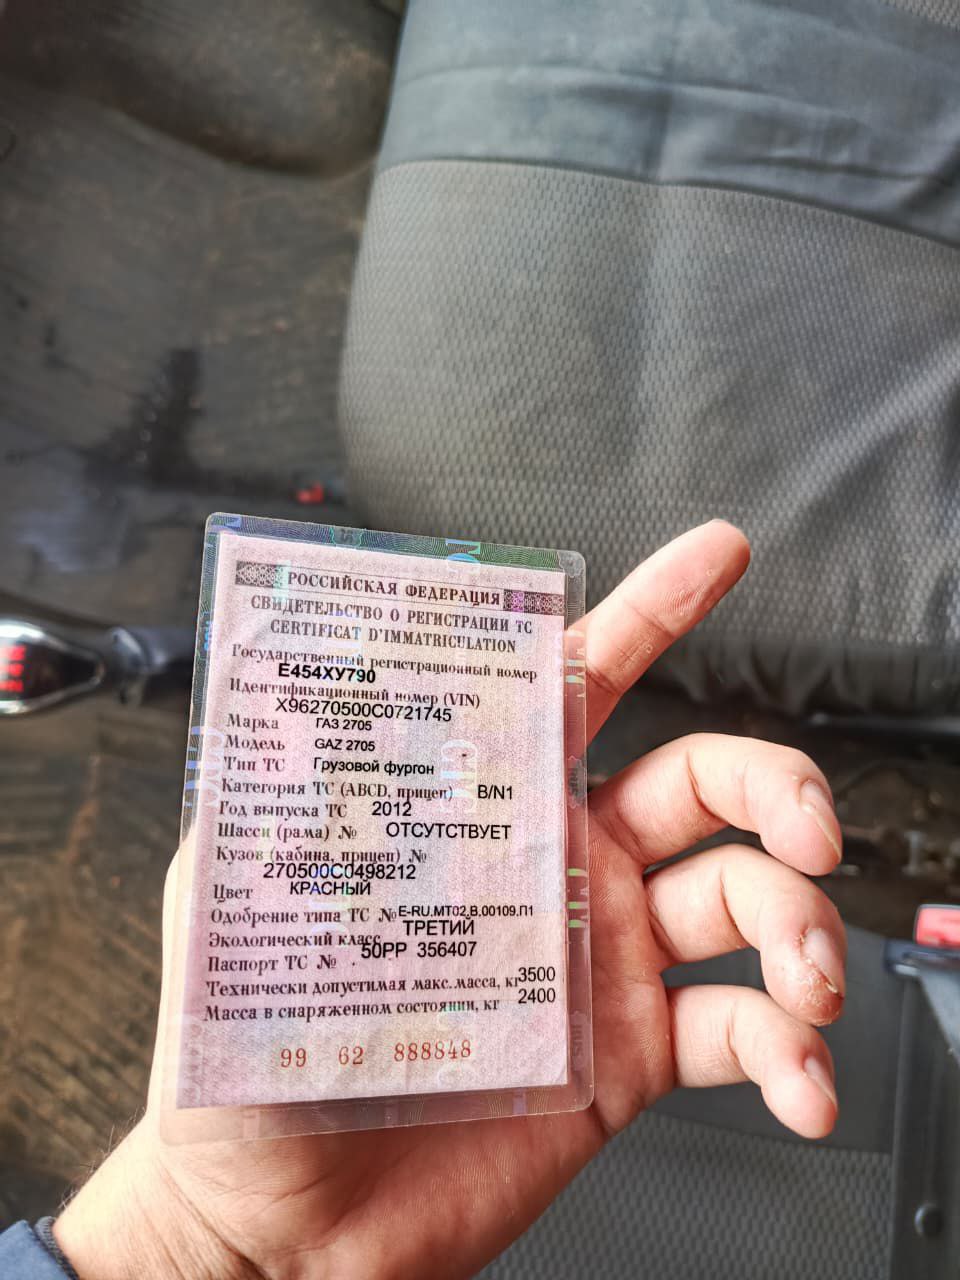 РОССИЙСКАЯ ФЕДЕРАЦИЯ
СВИДЕТЕЛЬСТВО О РЕГИСТРАЦИИ ТС
CERTIFICAT D'IMMATRICULATION
Государственный регистрационный номер
Е454ХУ790
Идентификационный номер (VIN)
X96270500C0721745
Марка ГАЗ 2705
Модель GAZ 2705
Тип ТС Грузовой фургон
Категория ТС (ABCD, прицеп) B/N1
Год выпуска ТС 2012
Шасси (рама) № ОТСУТСТВУЕТ
Кузов (кабина, прицеп) №
270500C0498212
Цвет КРАСНЫЙ
Одобрение типа ТС № E-RU.MT02.B.00109.П1
Экологический класс ТРЕТИЙ
Паспорт ТС № 50РР 356407
Технически допустимая макс. масса, кг 3500
Масса в снаряженном состоянии, кг 2400
99 62 888848